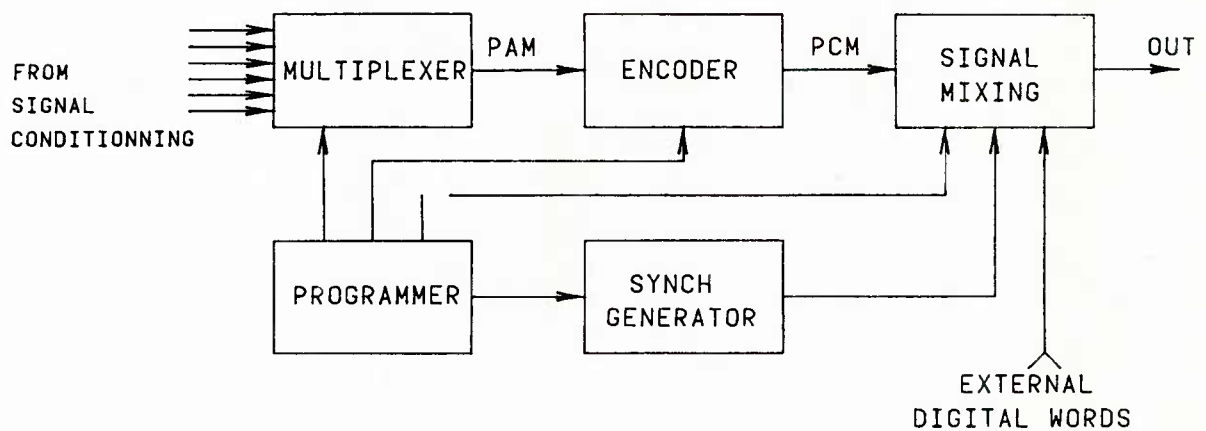 FROM
SIGNAL
CONDITIONNING
MULTIPLEXER
PAM
ENCODER
PCM
SIGNAL
MIXING
OUT
PROGRAMMER
SYNCH
GENERATOR
EXTERNAL
DIGITAL WORDS